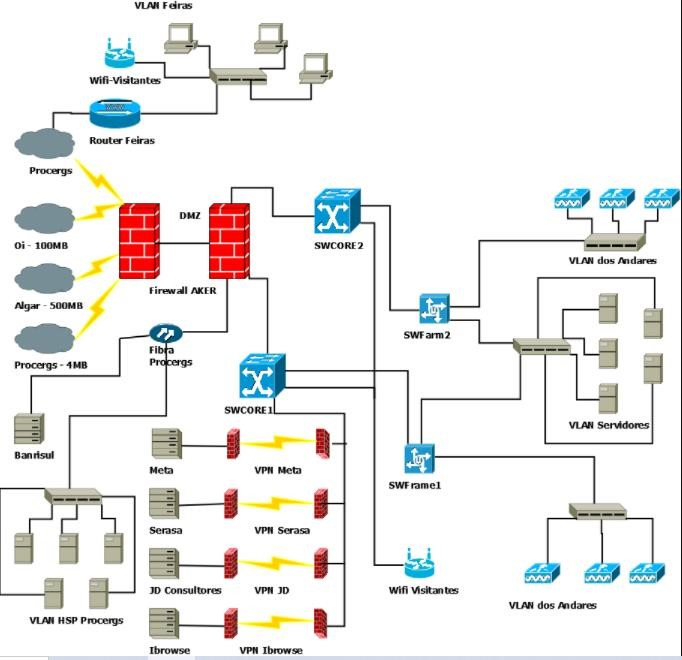 VLAN Feiras
Wifi-Visitantes
Router Feiras
Procergs
DMZ
Oi - 100MB
SWCORE2
VLAN dos Andares
Firewall AKER
Algar - 500MB
SWFarm2
Fibra
Procergs
Procergs - 4MB
SWCORE1
VLAN Servidores
Banrisul
Meta
VPN Meta
SWFrame1
Serasa
VPN Serasa
JD Consultores
VPN JD
Wifi Visitantes
VLAN dos Andares
VLAN HSP Procergs
Ibrowse
VPN Ibrowse